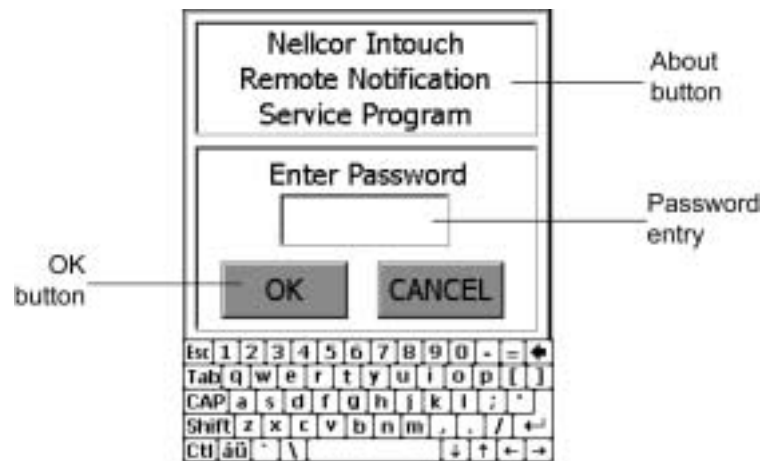 Nellcor Intouch
Remote Notification
Service Program
About
button
Enter Password
Password
entry
OK
button
OK CANCEL
Esc 1 2 3 4 5 6 7 8 9 0 - = ←
Tab q w e r t y u i o p [ ]
CAP a s d f g h j k l ; '
Shift z x c v b n m , . / ↵
Ctl áü ` \ ↓ ↑ ← →